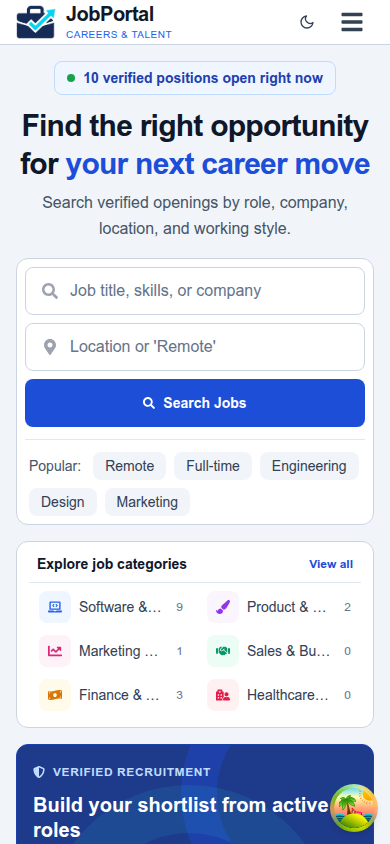 JobPortal
CAREERS & TALENT
10 verified positions open right now
Find the right opportunity
for your next career move
Search verified openings by role, company,
location, and working style.
Job title, skills, or company
Location or 'Remote'
Search Jobs
Popular: Remote Full-time Engineering
Design Marketing
Explore job categories View all
Software &... 9 Product & ... 2
Marketing ... 1 Sales & Bu... 0
Finance & ... 3 Healthcare... 0
VERIFIED RECRUITMENT
Build your shortlist from active
roles